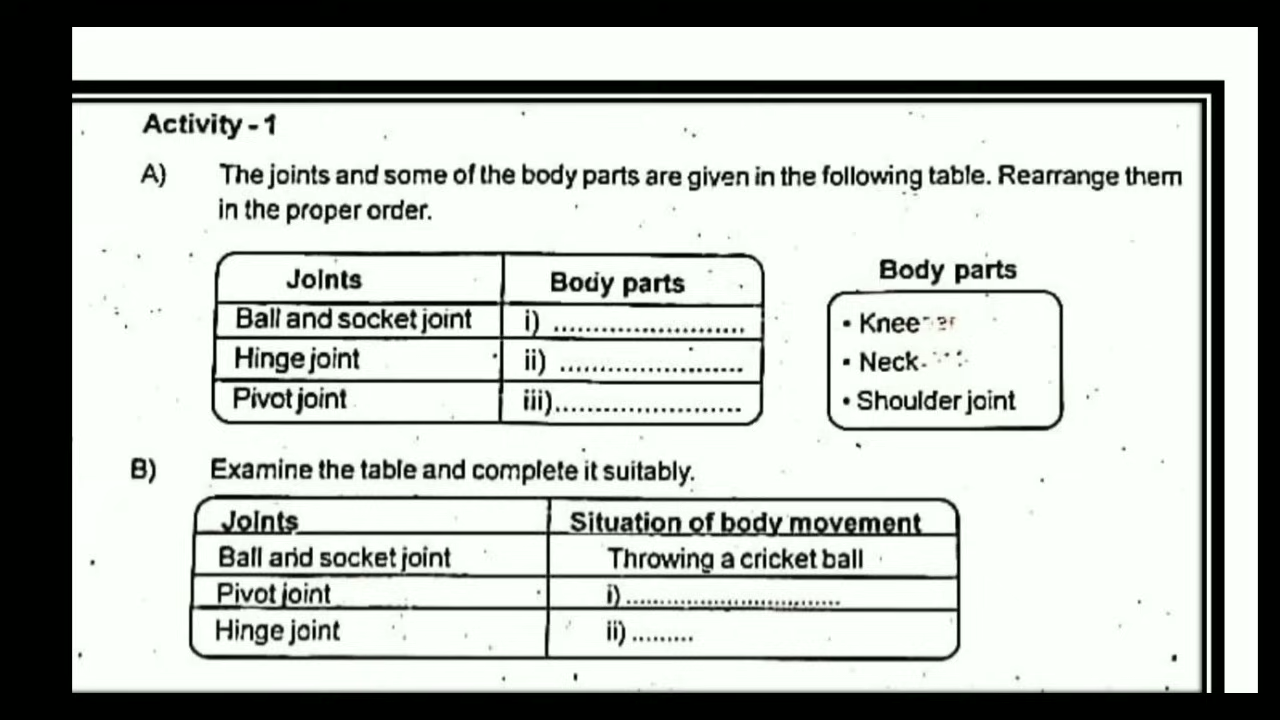 Activity - 1
A) The joints and some of the body parts are given in the following table. Rearrange them
in the proper order.
Joints Body parts
Ball and socket joint i) ........................
Hinge joint ii) .......................
Pivot joint iii)........................
Body parts
• Knee
• Neck
• Shoulder joint
B) Examine the table and complete it suitably.
Joints Situation of body movement
Ball and socket joint Throwing a cricket ball
Pivot joint i) ..............................
Hinge joint ii) .........